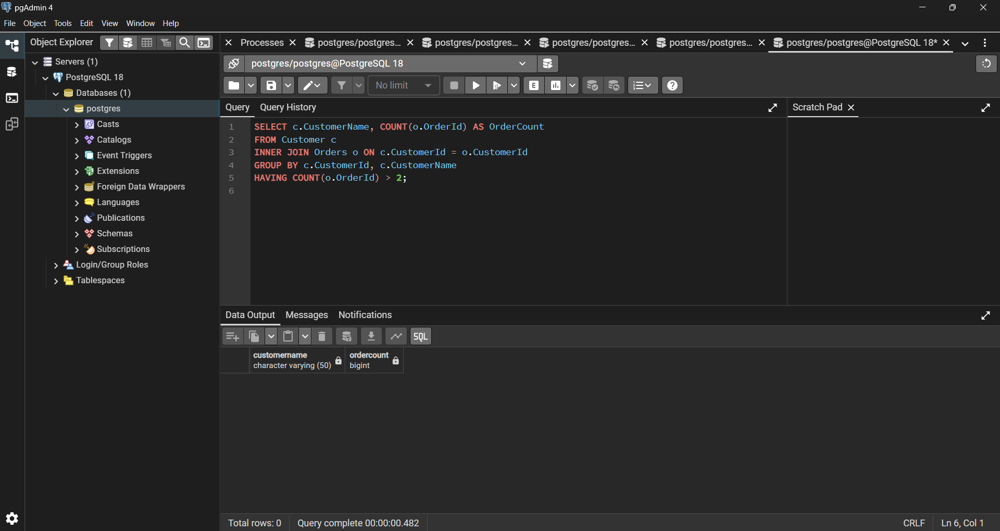 pgAdmin 4
File Object Tools Edit View Window Help
Object Explorer
Processes postgres/postgres... postgres/postgres... postgres/postgres... postgres/postgres... postgres/postgres@PostgreSQL 18*
Servers (1)
PostgreSQL 18
Databases (1)
postgres
Casts
Catalogs
Event Triggers
Extensions
Foreign Data Wrappers
Languages
Publications
Schemas
Subscriptions
Login/Group Roles
Tablespaces
postgres/postgres@PostgreSQL 18
No limit
E
Query Query History
Scratch Pad
1 SELECT c.CustomerName, COUNT(o.OrderId) AS OrderCount
2 FROM Customer c
3 INNER JOIN Orders o ON c.CustomerId = o.CustomerId
4 GROUP BY c.CustomerId, c.CustomerName
5 HAVING COUNT(o.OrderId) > 2;
6
Data Output Messages Notifications
SQL
customername ordercount
character varying (50) bigint
Total rows: 0 Query complete 00:00:00.482 CRLF Ln 6, Col 1